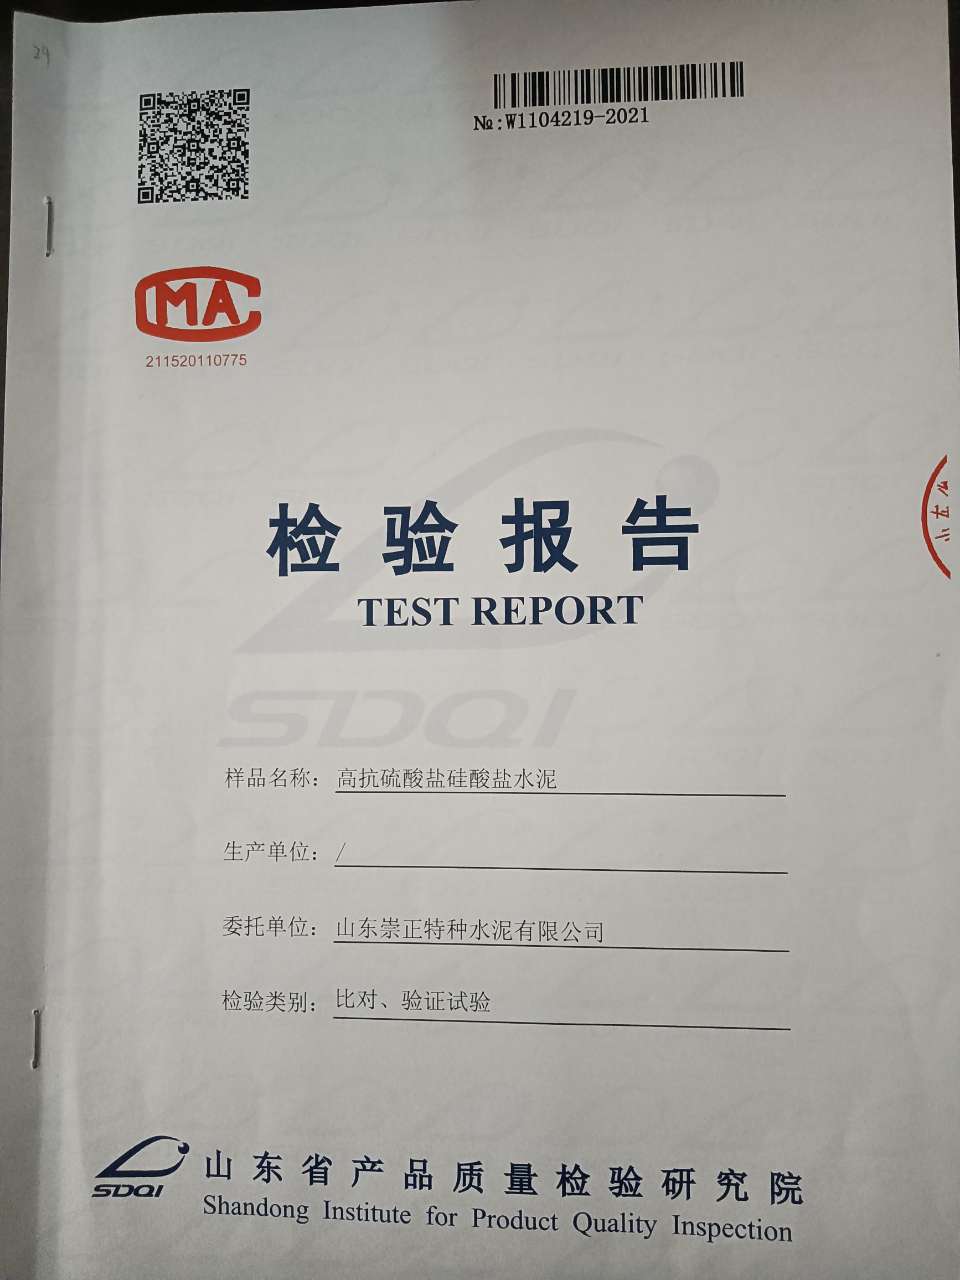 29
№:W1104219-2021
CMA
211520110775
检验报告
TEST REPORT
SDQI
样品名称：高抗硫酸盐硅酸盐水泥
生产单位：/
委托单位：山东崇正特种水泥有限公司
检验类别：比对、验证试验
SDQI
山东省产品质量检验研究院
Shandong Institute for Product Quality Inspection